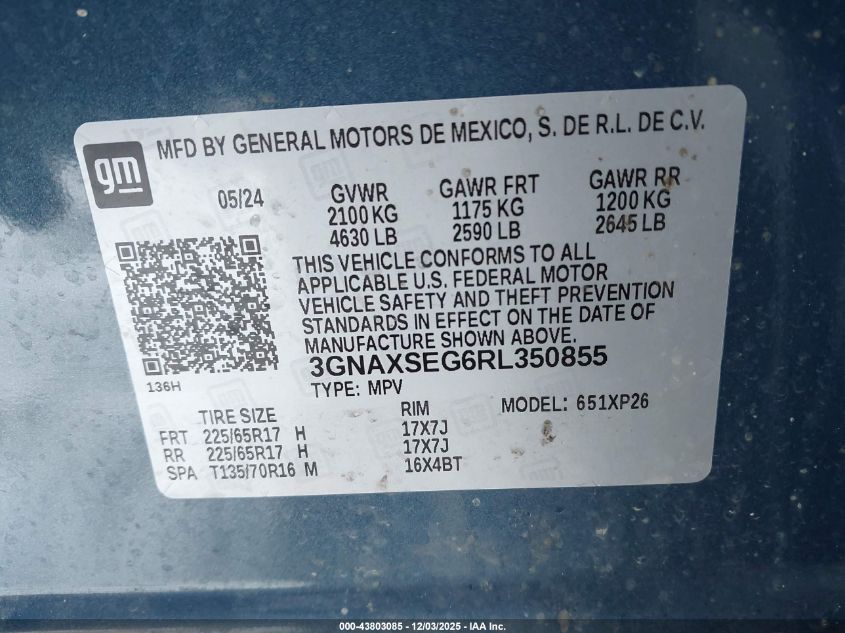 gm
MFD BY GENERAL MOTORS DE MEXICO, S. DE R.L. DE C.V.
05/24
GVWR
2100 KG
4630 LB
GAWR FRT
1175 KG
2590 LB
GAWR RR
1200 KG
2645 LB
THIS VEHICLE CONFORMS TO ALL
APPLICABLE U.S. FEDERAL MOTOR
VEHICLE SAFETY AND THEFT PREVENTION
STANDARDS IN EFFECT ON THE DATE OF
MANUFACTURE SHOWN ABOVE.
3GNAXSEG6RL350855
136H
TYPE: MPV
MODEL: 651XP26
TIRE SIZE RIM
FRT 225/65R17 H 17X7J
RR 225/65R17 H 17X7J
SPA T135/70R16 M 16X4BT
000-43803085 - 12/03/2025 - IAA Inc.